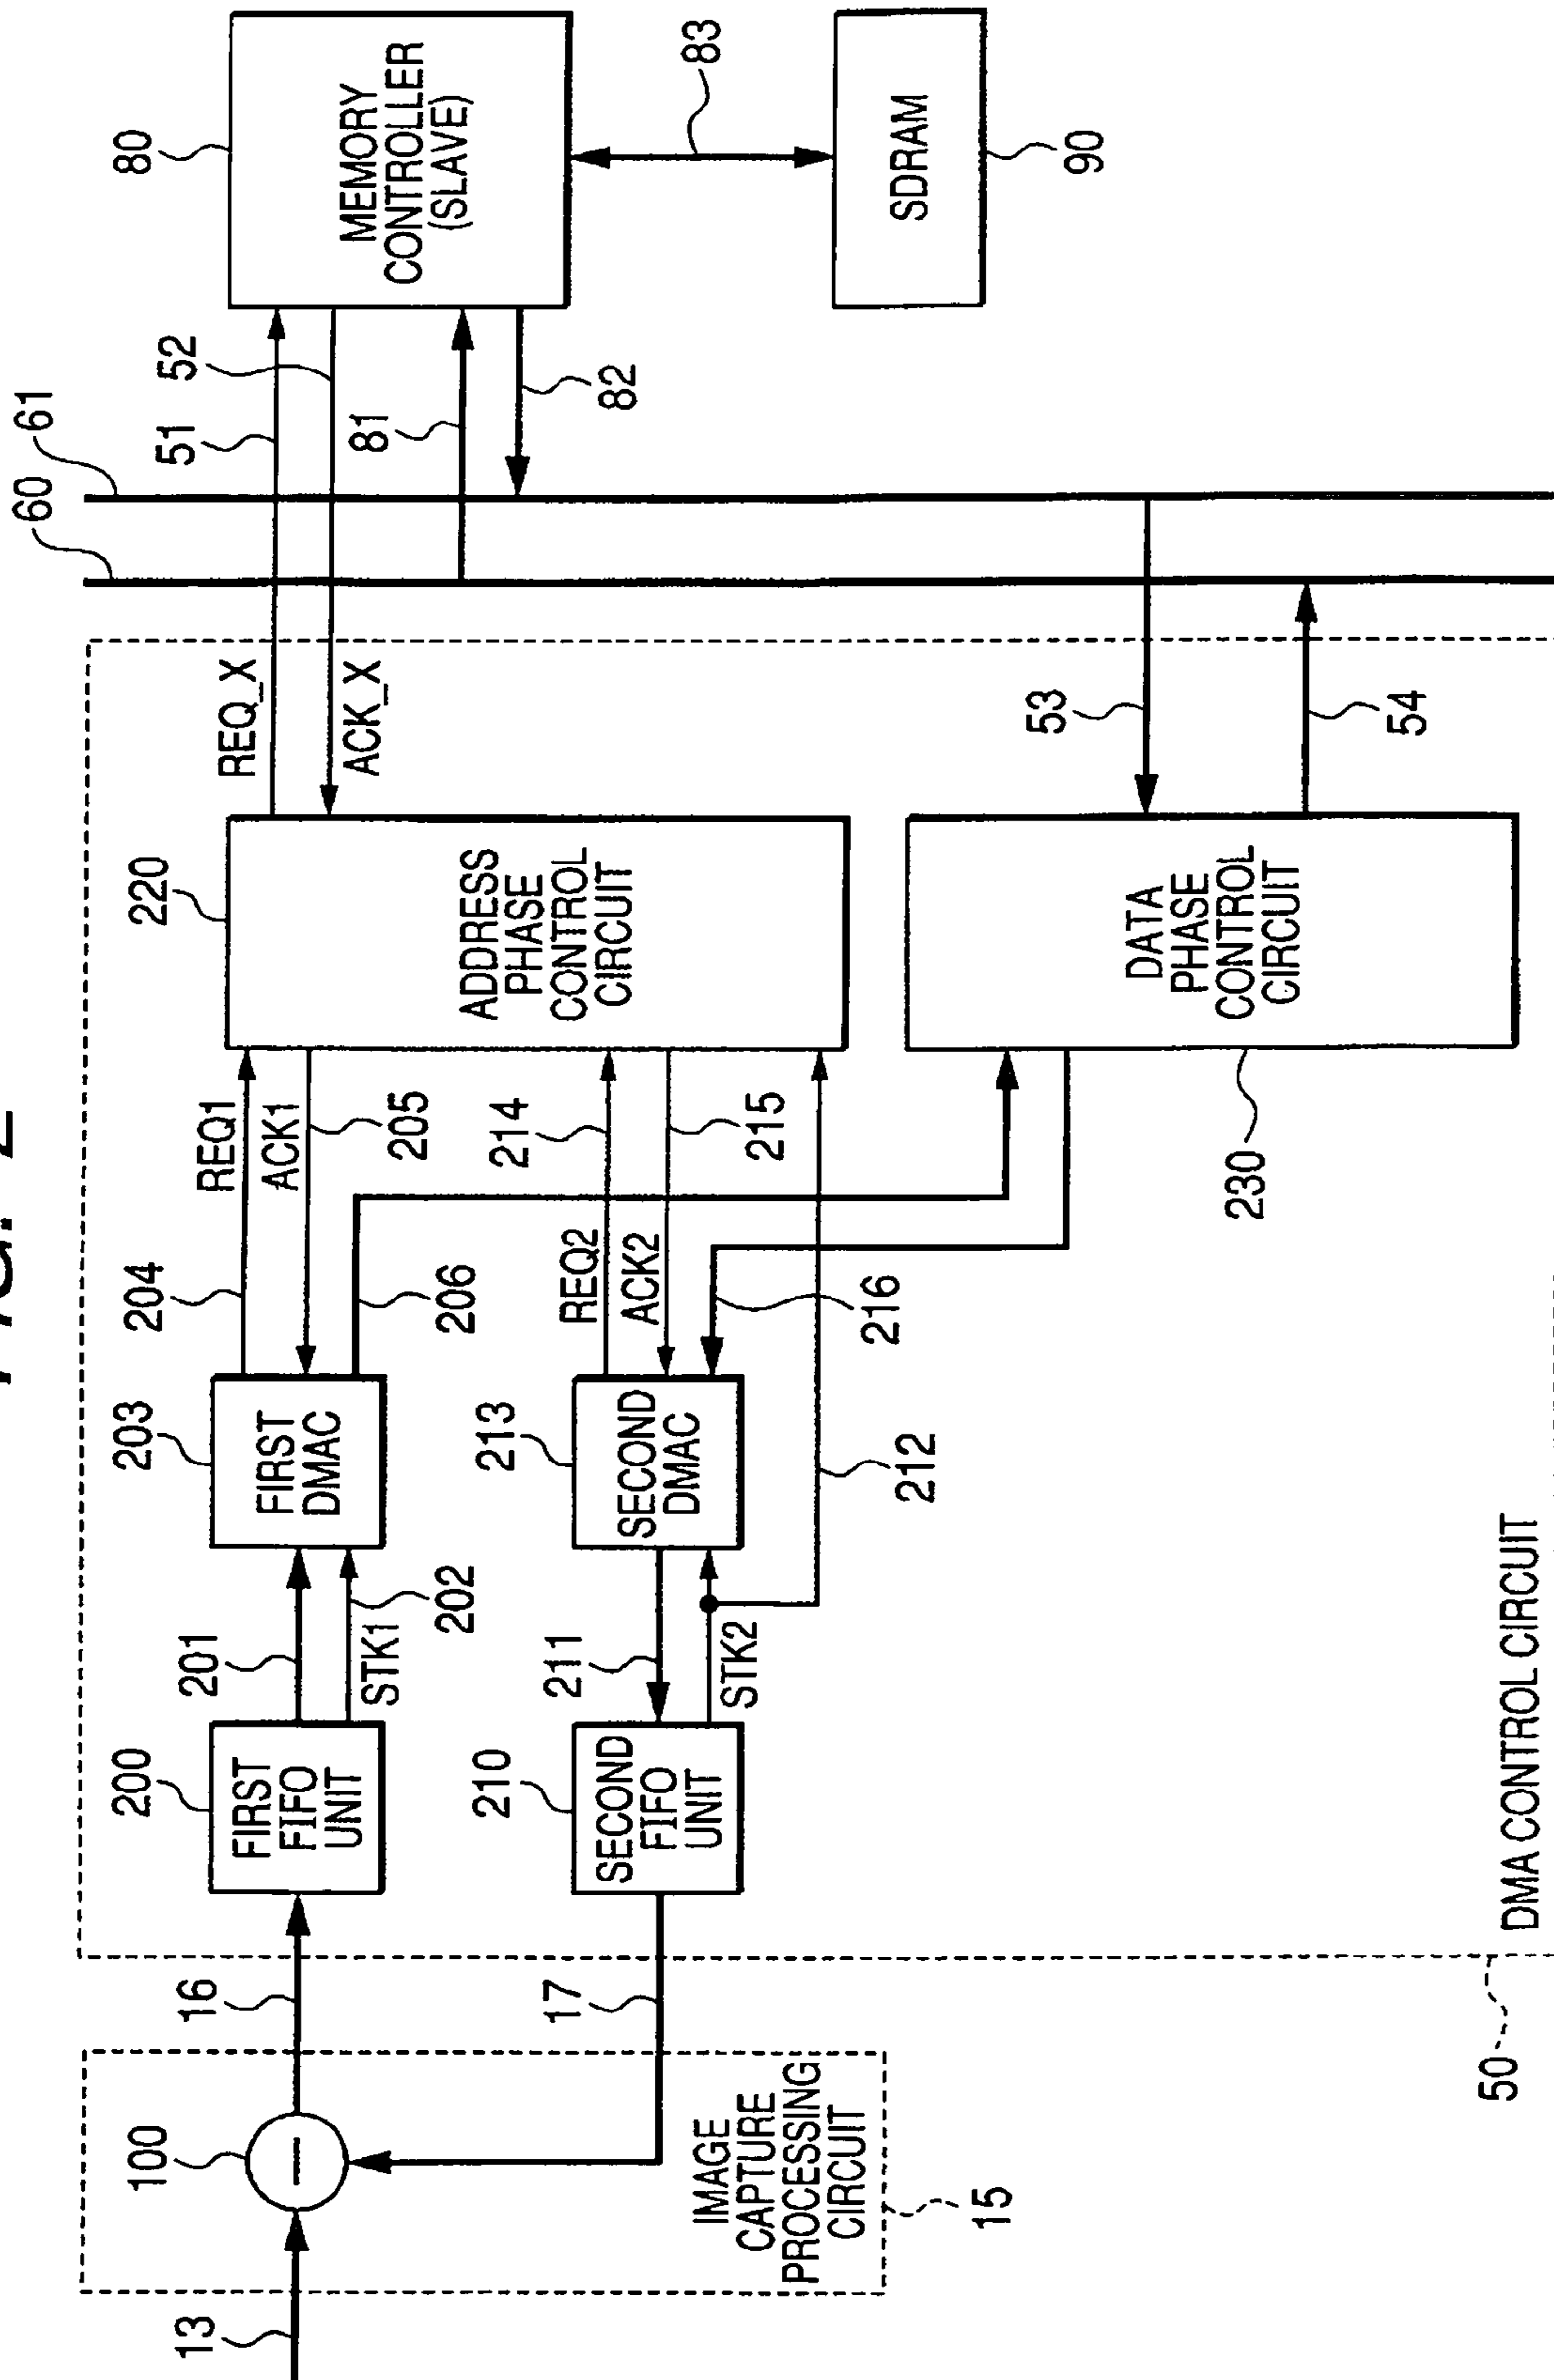 FIG. 2
60
61
13
100
16
200
201
203
204
REQ1
220
REQ_X
51
52
80
FIRST
FIFO
UNIT
FIRST
DMAC
ACK1
205
ACK_X
81
MEMORY
CONTROLLER
(SLAVE)
STK1
202
206
82
17
210
211
213
REQ2
214
ADDRESS
PHASE
CONTROL
CIRCUIT
83
SECOND
FIFO
UNIT
SECOND
DMAC
ACK2
215
STK2
216
212
SDRAM
90
IMAGE
CAPTURE
PROCESSING
CIRCUIT
15
53
DATA
PHASE
CONTROL
CIRCUIT
230
54
50
DMA CONTROL CIRCUIT